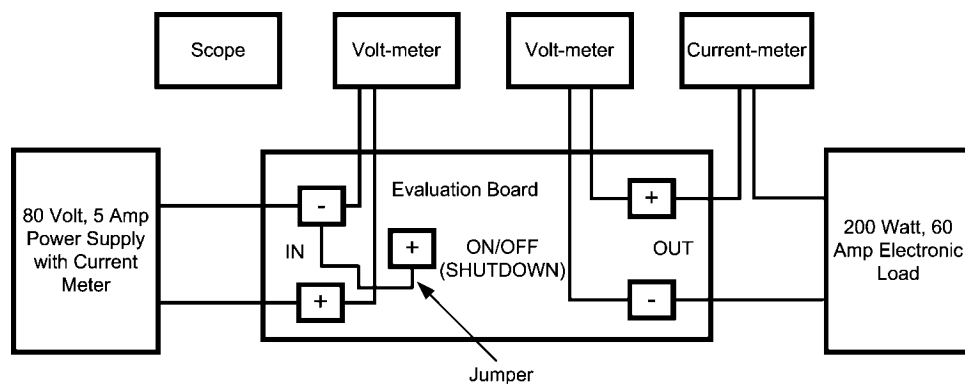 Scope
Volt-meter
Volt-meter
Current-meter
80 Volt, 5 Amp
Power Supply
with Current
Meter
Evaluation Board
-
IN
+
+
ON/OFF
(SHUTDOWN)
+
OUT
-
200 Watt, 60
Amp Electronic
Load
Jumper